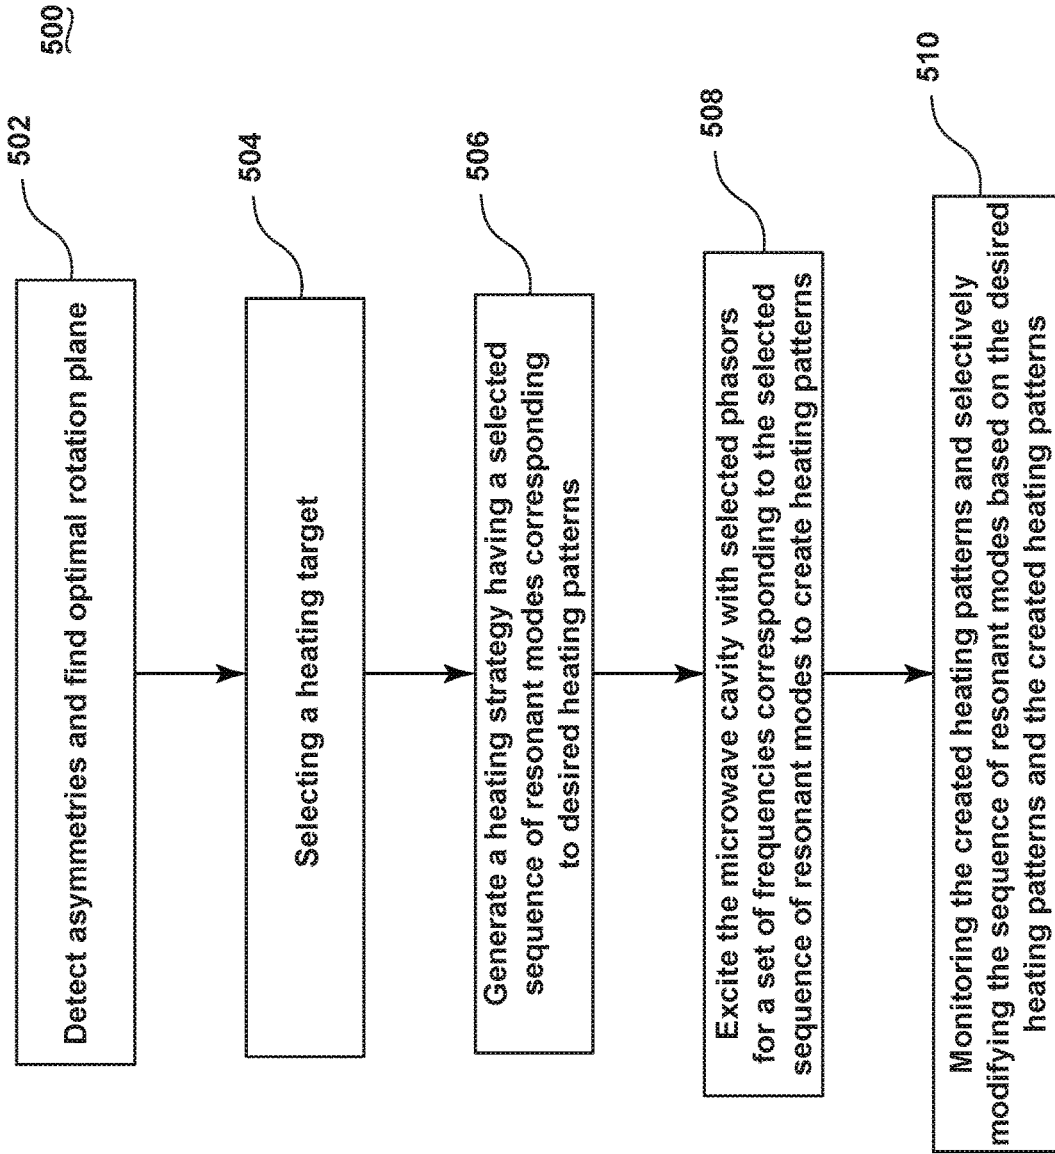 500
502
Detect asymmetries and find optimal rotation plane
504
Selecting a heating target
506
Generate a heating strategy having a selected
sequence of resonant modes corresponding
to desired heating patterns
508
Excite the microwave cavity with selected phasors
for a set of frequencies corresponding to the selected
sequence of resonant modes to create heating patterns
510
Monitoring the created heating patterns and selectively
modifying the sequence of resonant modes based on the desired
heating patterns and the created heating patterns